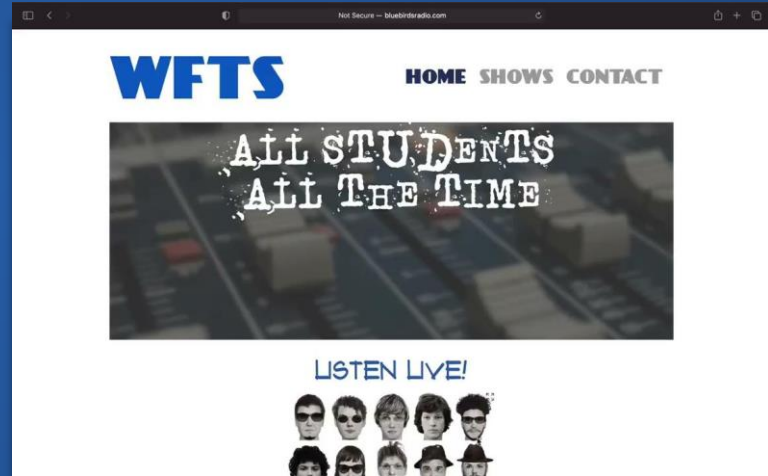 Not Secure — bluebirdsradio.com
WFTS
HOME SHOWS CONTACT
ALL STUDENTS
ALL THE TIME
LISTEN LIVE!